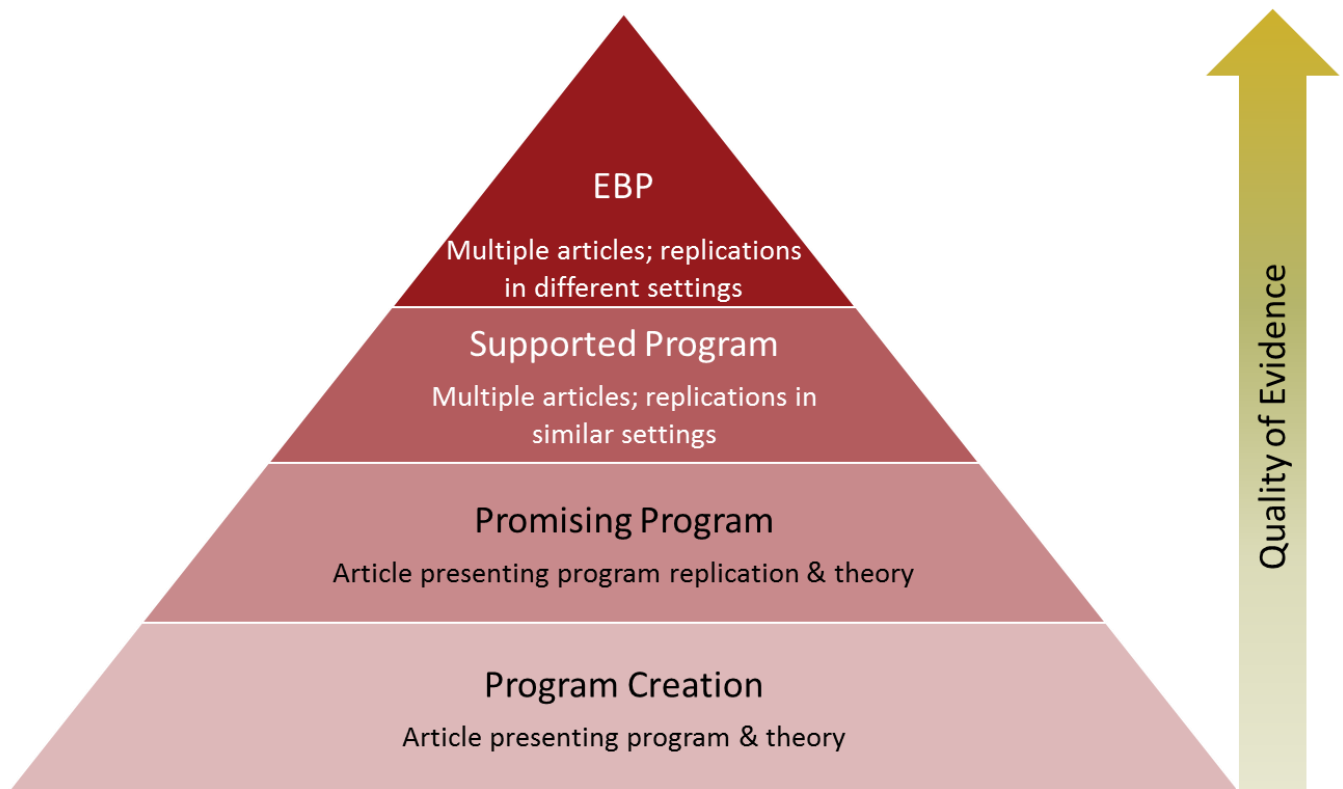 EBP
Multiple articles; replications
in different settings
Supported Program
Multiple articles; replications in
similar settings
Promising Program
Article presenting program replication & theory
Program Creation
Article presenting program & theory
Quality of Evidence